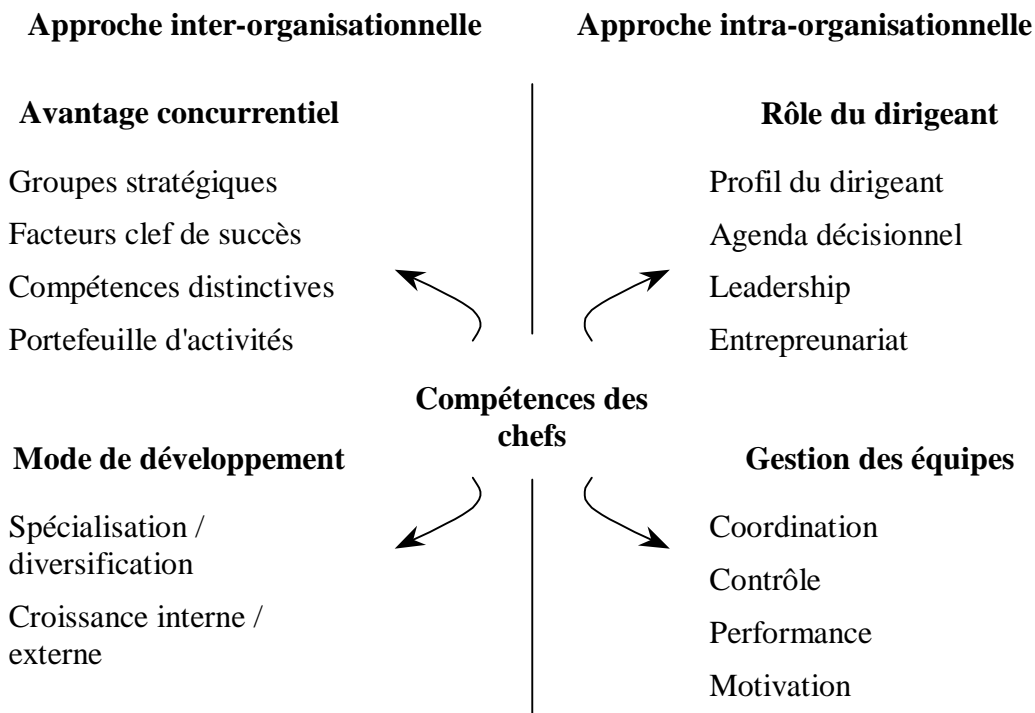 Approche inter-organisationnelle
Approche intra-organisationnelle
Avantage concurrentiel
Groupes stratégiques
Facteurs clef de succès
Compétences distinctives
Portefeuille d'activités
Rôle du dirigeant
Profil du dirigeant
Agenda décisionnel
Leadership
Entrepreunariat
Compétences des
chefs
Mode de développement
Spécialisation /
diversification
Croissance interne /
externe
Gestion des équipes
Coordination
Contrôle
Performance
Motivation